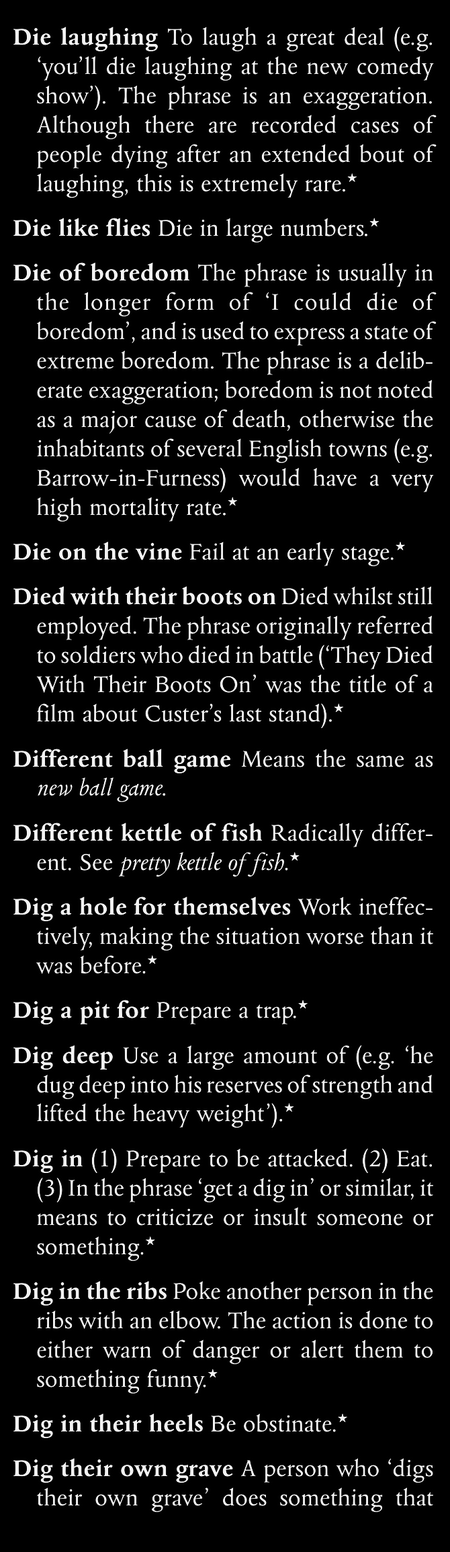 Die laughing To laugh a great deal (e.g.
‘you’ll die laughing at the new comedy
show’). The phrase is an exaggeration.
Although there are recorded cases of
people dying after an extended bout of
laughing, this is extremely rare.★
Die like flies Die in large numbers.★
Die of boredom The phrase is usually in
the longer form of ‘I could die of
boredom’, and is used to express a state of
extreme boredom. The phrase is a delib-
erate exaggeration; boredom is not noted
as a major cause of death, otherwise the
inhabitants of several English towns (e.g.
Barrow-in-Furness) would have a very
high mortality rate.★
Die on the vine Fail at an early stage.★
Died with their boots on Died whilst still
employed. The phrase originally referred
to soldiers who died in battle (‘They Died
With Their Boots On’ was the title of a
film about Custer’s last stand).★
Different ball game Means the same as
new ball game.
Different kettle of fish Radically differ-
ent. See pretty kettle of fish.★
Dig a hole for themselves Work ineffec-
tively, making the situation worse than it
was before.★
Dig a pit for Prepare a trap.★
Dig deep Use a large amount of (e.g. ‘he
dug deep into his reserves of strength and
lifted the heavy weight’).★
Dig in (1) Prepare to be attacked. (2) Eat.
(3) In the phrase ‘get a dig in’ or similar, it
means to criticize or insult someone or
something.★
Dig in the ribs Poke another person in the
ribs with an elbow. The action is done to
either warn of danger or alert them to
something funny.★
Dig in their heels Be obstinate.★
Dig their own grave A person who ‘digs
their own grave’ does something that